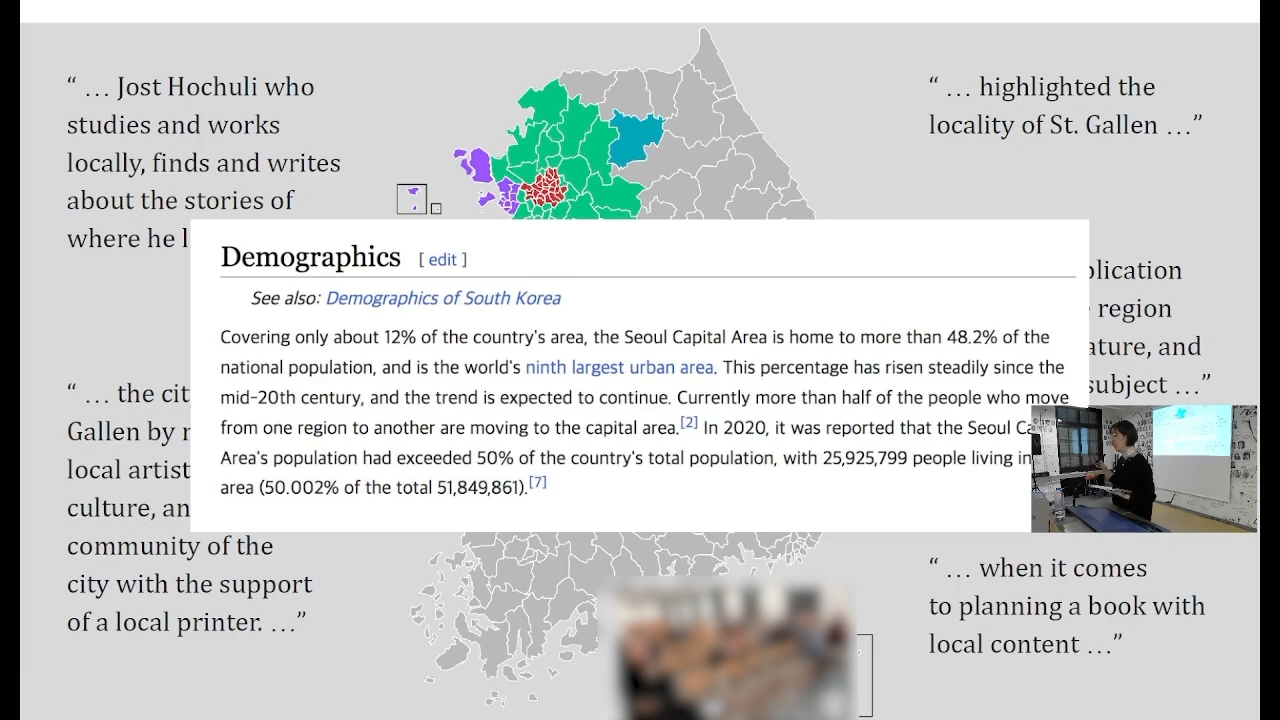 “ … Jost Hochuli who
studies and works
locally, finds and writes
about the stories of
where he l
“ … the cit
Gallen by
local artist
culture, an
community of the
city with the support
of a local printer. …”
Demographics [ edit ]
See also: Demographics of South Korea
Covering only about 12% of the country's area, the Seoul Capital Area is home to more than 48.2% of the
national population, and is the world's ninth largest urban area. This percentage has risen steadily since the
mid-20th century, and the trend is expected to continue. Currently more than half of the people who move
from one region to another are moving to the capital area.[2] In 2020, it was reported that the Seoul Ca
Area's population had exceeded 50% of the country's total population, with 25,925,799 people living in
area (50.002% of the total 51,849,861).[7]
“ … highlighted the
locality of St. Gallen …”
plication
region
ature, and
subject …”
“ … when it comes
to planning a book with
local content …”